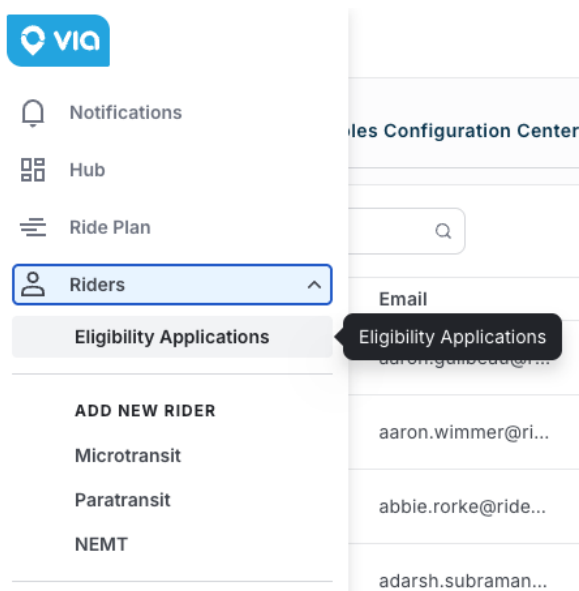 via
Notifications
Hub
Ride Plan
Riders
Eligibility Applications
ADD NEW RIDER
Microtransit
Paratransit
NEMT
les Configuration Center
Email
Eligibility Applications
aaron.wimmer@ri...
abbie.rorke@ride...
adarsh.subraman...